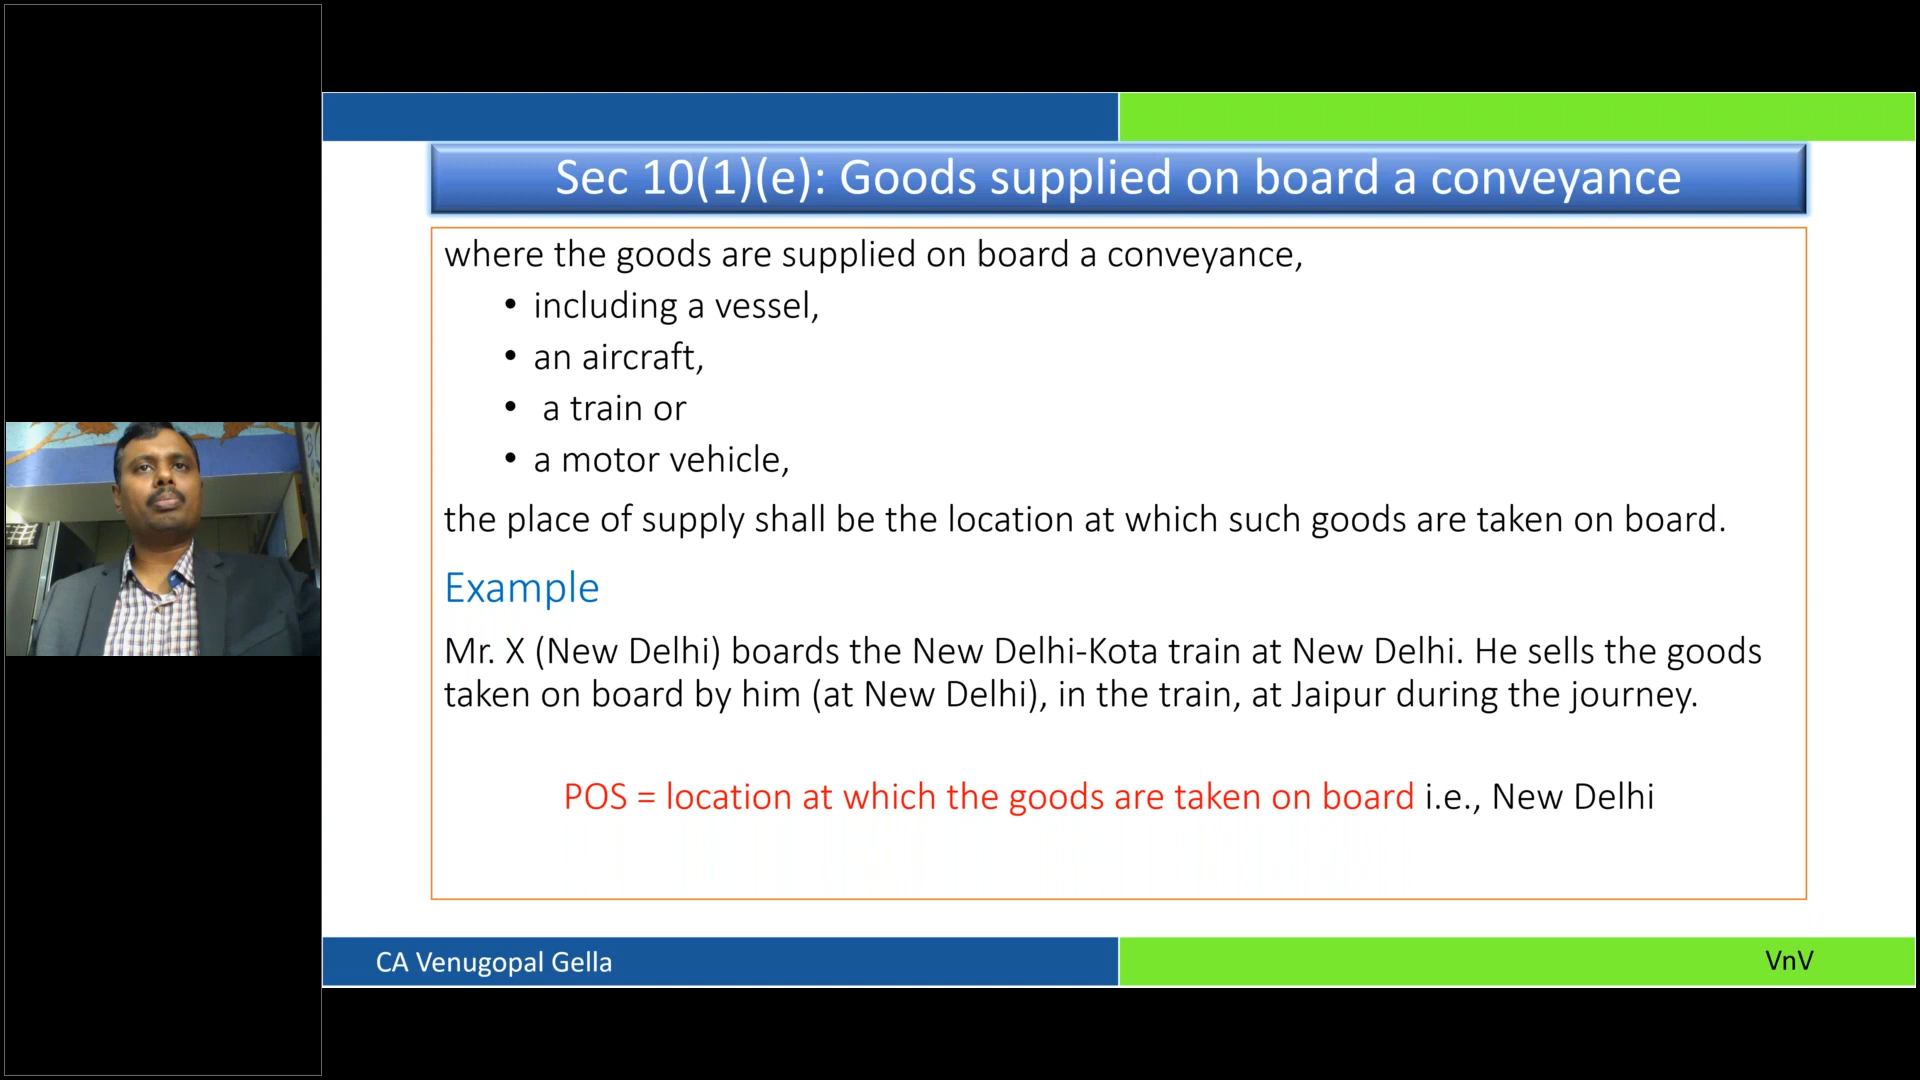 Sec 10(1)(e): Goods supplied on board a conveyance
where the goods are supplied on board a conveyance,
• including a vessel,
• an aircraft,
• a train or
• a motor vehicle,
the place of supply shall be the location at which such goods are taken on board.
Example
Mr. X (New Delhi) boards the New Delhi-Kota train at New Delhi. He sells the goods
taken on board by him (at New Delhi), in the train, at Jaipur during the journey.
POS = location at which the goods are taken on board i.e., New Delhi
CA Venugopal Gella
VnV